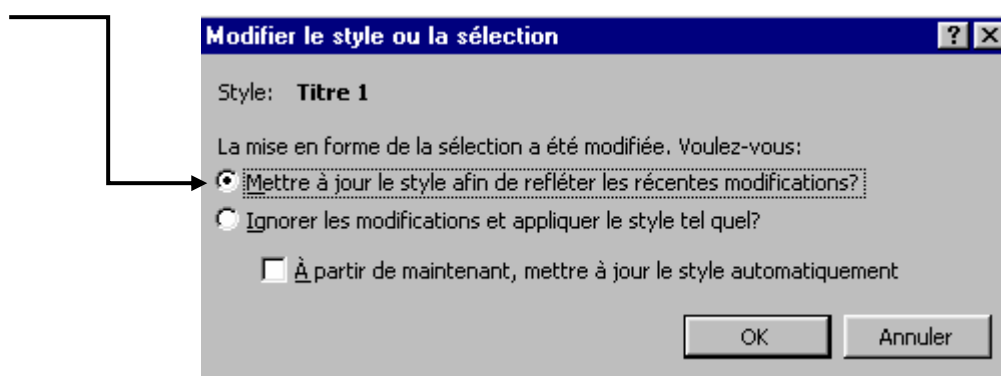 Modifier le style ou la sélection
Style: Titre 1
La mise en forme de la sélection a été modifiée. Voulez-vous:
Mettre à jour le style afin de refléter les récentes modifications?
Ignorer les modifications et appliquer le style tel quel?
À partir de maintenant, mettre à jour le style automatiquement
OK Annuler